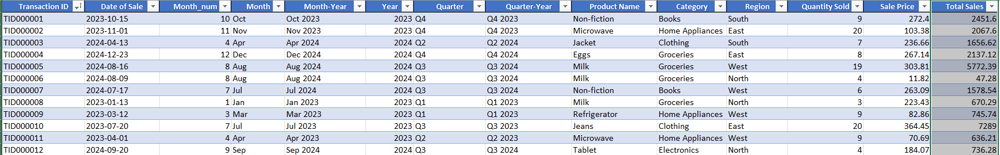 Transaction ID Date of Sale Month_num Month Month-Year Year Quarter Quarter-Year Product Name Category Region Quantity Sold Sale Price Total Sales
TID000001 2023-10-15 10 Oct Oct 2023 2023 Q4 Q4 2023 Non-fiction Books South 9 272.4 2451.6
TID000002 2023-11-01 11 Nov Nov 2023 2023 Q4 Q4 2023 Microwave Home Appliances East 20 103.38 2067.6
TID000003 2024-04-13 4 Apr Apr 2024 2024 Q2 Q2 2024 Jacket Clothing South 7 236.66 1656.62
TID000004 2024-12-23 12 Dec Dec 2024 2024 Q4 Q4 2024 Eggs Groceries East 8 267.14 2137.12
TID000005 2024-08-16 8 Aug Aug 2024 2024 Q3 Q3 2024 Milk Groceries West 19 303.81 5772.39
TID000006 2024-08-09 8 Aug Aug 2024 2024 Q3 Q3 2024 Milk Groceries North 4 11.82 47.28
TID000007 2024-07-17 7 Jul Jul 2024 2024 Q3 Q3 2024 Non-fiction Books West 6 263.09 1578.54
TID000008 2023-01-13 1 Jan Jan 2023 2023 Q1 Q1 2023 Milk Groceries North 3 223.43 670.29
TID000009 2023-03-12 3 Mar Mar 2023 2023 Q1 Q1 2023 Refrigerator Home Appliances West 9 82.86 745.74
TID000010 2023-07-20 7 Jul Jul 2023 2023 Q3 Q3 2023 Jeans Clothing East 20 364.45 7289
TID000011 2023-04-01 4 Apr Apr 2023 2023 Q2 Q2 2023 Microwave Home Appliances West 9 70.69 636.21
TID000012 2024-09-20 9 Sep Sep 2024 2024 Q3 Q3 2024 Tablet Electronics North 4 184.07 736.28